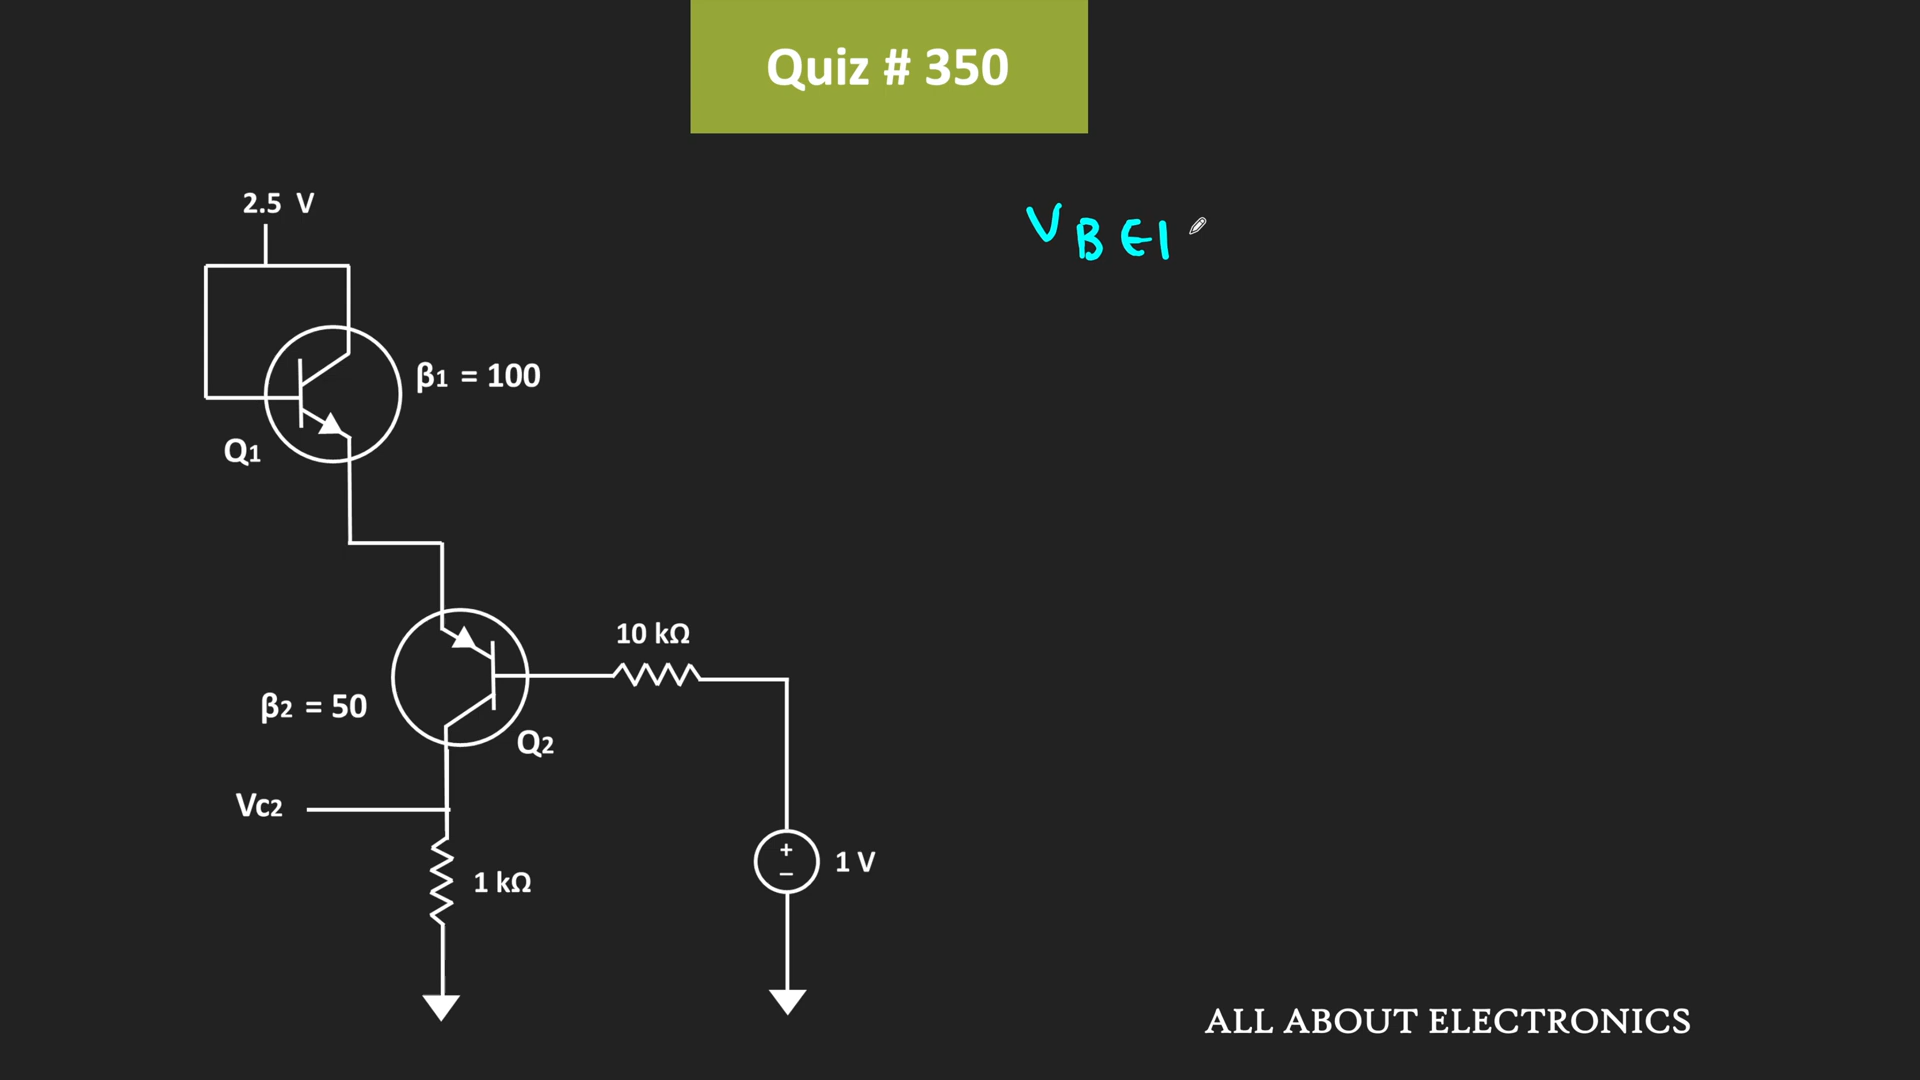 Quiz # 350
2.5 V
VBE1
β1 = 100
Q1
10 kΩ
β2 = 50
Q2
Vc2
+
−
1 V
1 kΩ
ALL ABOUT ELECTRONICS